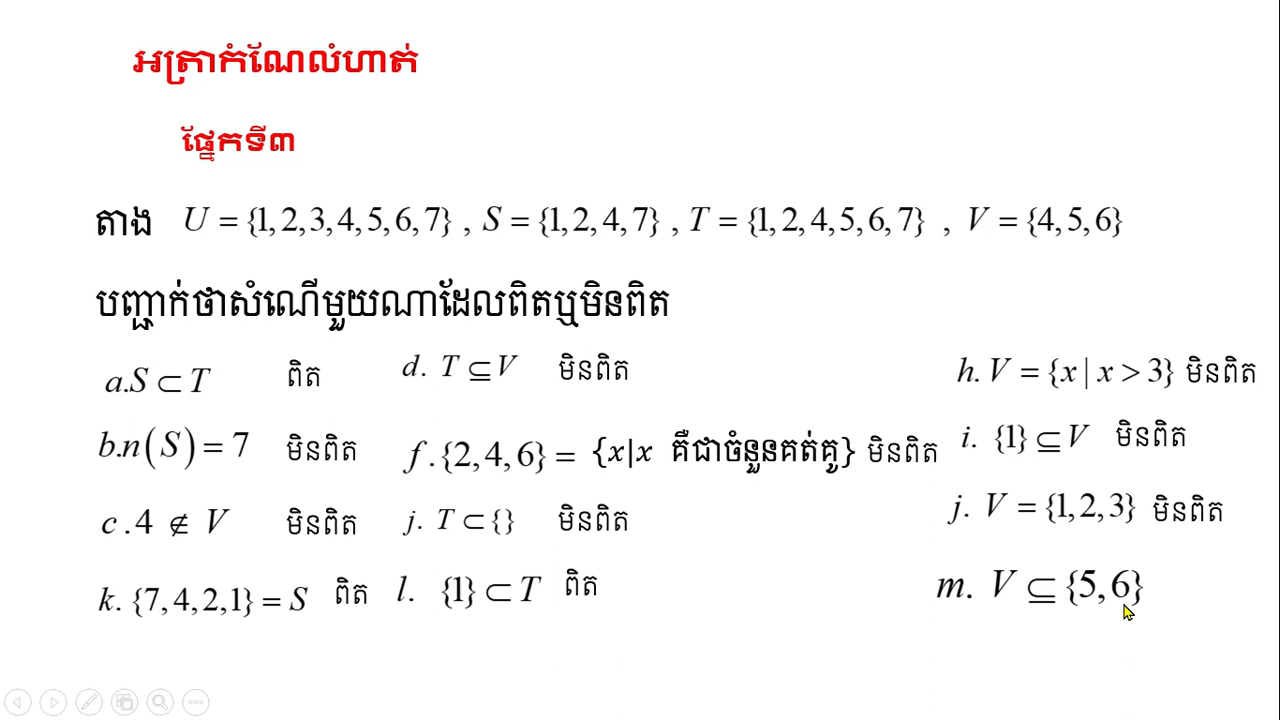 អត្រាកំណែលំហាត់
ផ្នែកទី៣
តាង U = {1, 2, 3, 4, 5, 6, 7} , S = {1, 2, 4, 7} , T = {1, 2, 4, 5, 6, 7} , V = {4, 5, 6}
បញ្ជាក់ថាសំណើមួយណាដែលពិតឬមិនពិត
a.S ⊂ T ពិត d. T ⊆ V មិនពិត h. V = {x | x > 3} មិនពិត
b.n(S) = 7 មិនពិត f .{2, 4, 6} = {x|x គឺជាចំនួនគត់គូ} មិនពិត i. {1} ⊆ V មិនពិត
c .4 ∉ V មិនពិត j. T ⊂ {} មិនពិត j. V = {1, 2, 3} មិនពិត
k. {7, 4, 2, 1} = S ពិត l. {1} ⊂ T ពិត m. V ⊆ {5, 6}